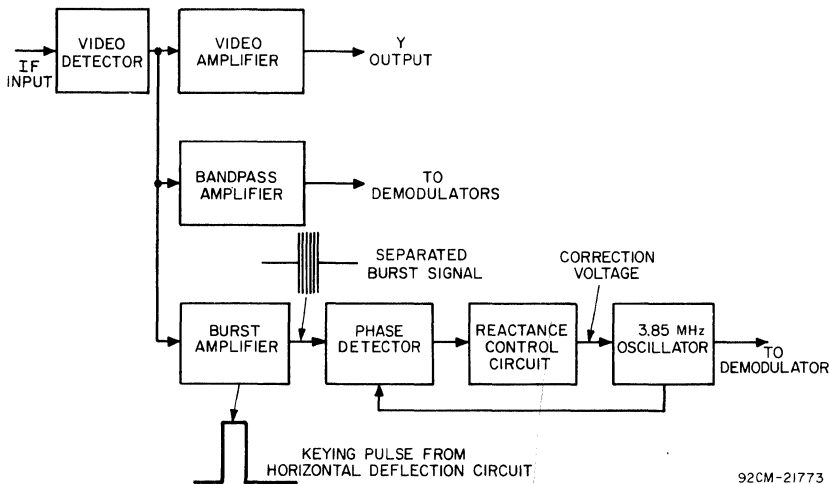 VIDEO
DETECTOR
VIDEO
AMPLIFIER
Y
OUTPUT
IF
INPUT
BANDPASS
AMPLIFIER
TO
DEMODULATORS
SEPARATED
BURST SIGNAL
CORRECTION
VOLTAGE
BURST
AMPLIFIER
PHASE
DETECTOR
REACTANCE
CONTROL
CIRCUIT
3.85 MHz
OSCILLATOR
TO
DEMODULATOR
KEYING PULSE FROM
HORIZONTAL DEFLECTION CIRCUIT
92CM-21773